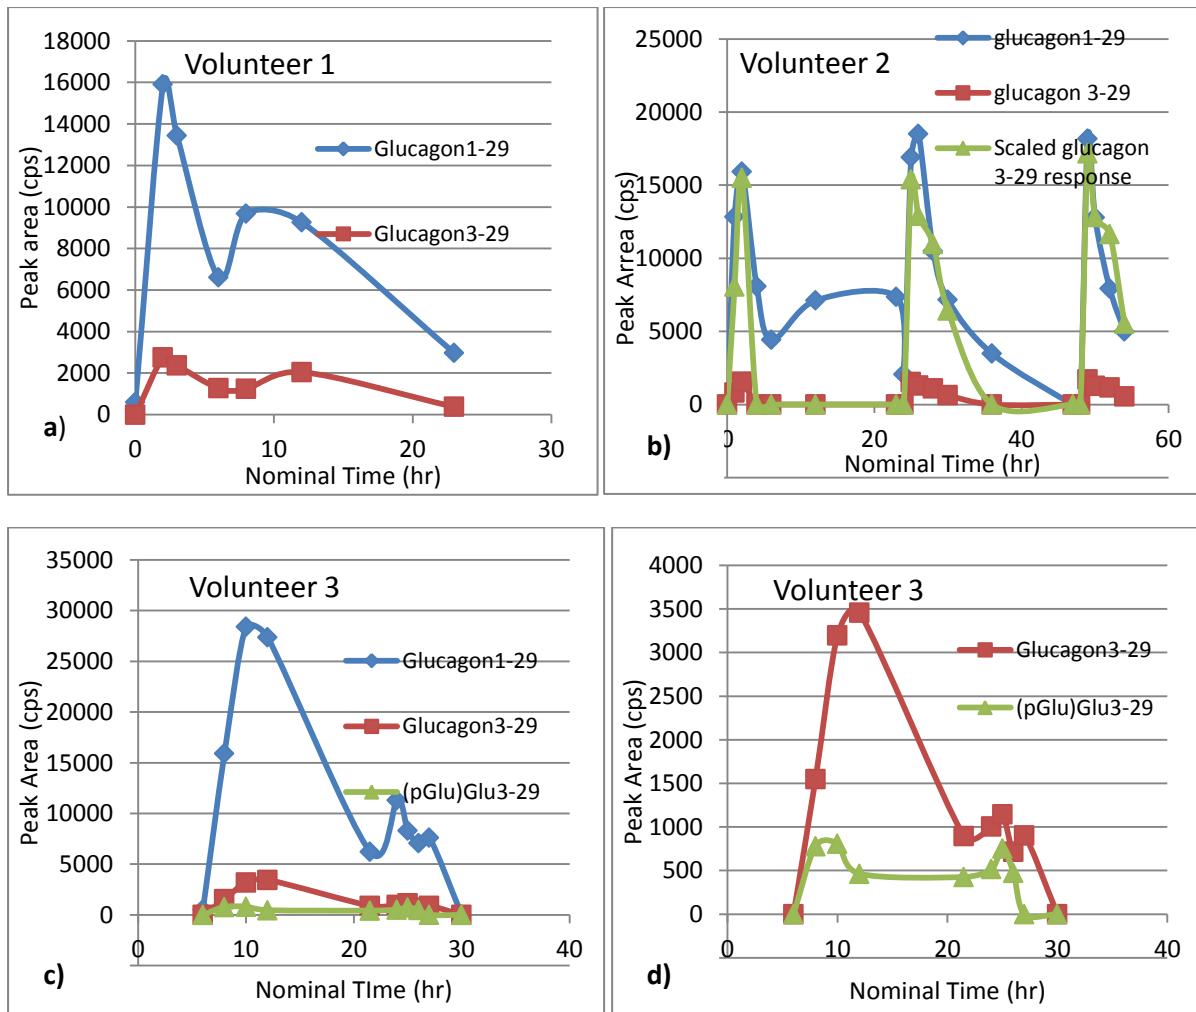 18000
16000
14000
12000
10000
8000
6000
4000
2000
0
Peak area (cps)
Volunteer 1
Glucagon1-29
Glucagon3-29
0
10
20
30
Nominal Time (hr)
a)
25000
20000
15000
10000
5000
0
Peak Arrea (cps)
Volunteer 2
glucagon1-29
glucagon 3-29
Scaled glucagon
3-29 response
0
20
40
60
Nominal Time (hr)
b)
35000
30000
25000
20000
15000
10000
5000
0
Peak Area (cps)
Volunteer 3
Glucagon1-29
Glucagon3-29
(pGlu)Glu3-29
0
10
20
30
40
Nominal TIme (hr)
c)
4000
3500
3000
2500
2000
1500
1000
500
0
Peak Area (cps)
Volunteer 3
Glucagon3-29
(pGlu)Glu3-29
0
10
20
30
40
Nominal Time (hr)
d)